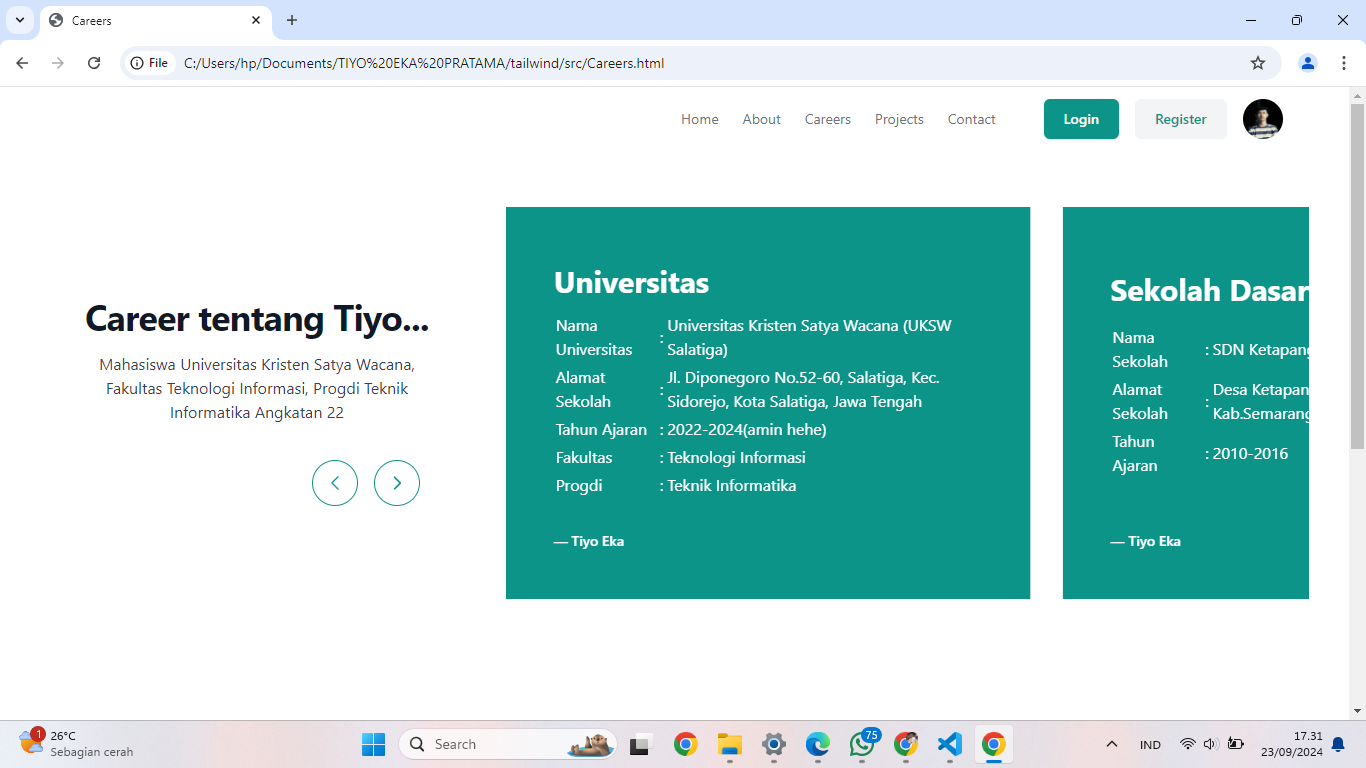 Careers
File
C:/Users/hp/Documents/TIYO%20EKA%20PRATAMA/tailwind/src/Careers.html
Home About Careers Projects Contact Login Register
Career tentang Tiyo...
Mahasiswa Universitas Kristen Satya Wacana,
Fakultas Teknologi Informasi, Progdi Teknik
Informatika Angkatan 22
Universitas
Nama Universitas : Universitas Kristen Satya Wacana (UKSW Salatiga)
Alamat Sekolah : Jl. Diponegoro No.52-60, Salatiga, Kec. Sidorejo, Kota Salatiga, Jawa Tengah
Tahun Ajaran : 2022-2024(amin hehe)
Fakultas : Teknologi Informasi
Progdi : Teknik Informatika
— Tiyo Eka
Sekolah Dasar
Nama Sekolah : SDN Ketapang
Alamat Sekolah : Desa Ketapan Kab.Semarang
Tahun Ajaran : 2010-2016
— Tiyo Eka
1
26°C
Sebagian cerah
Search
75
IND
17.31
23/09/2024